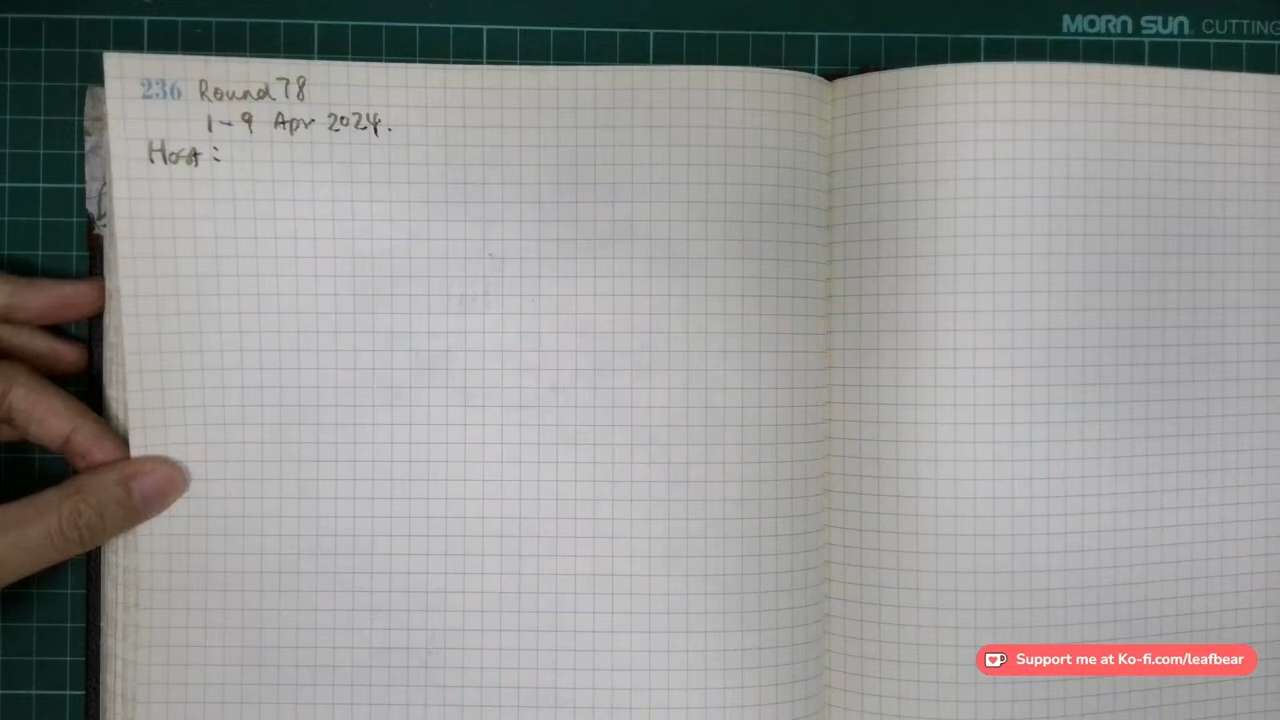 MORN SUN CUTTING
236 Round 78
1-9 Apr 2024.
Host:
Support me at Ko-fi.com/leafbear